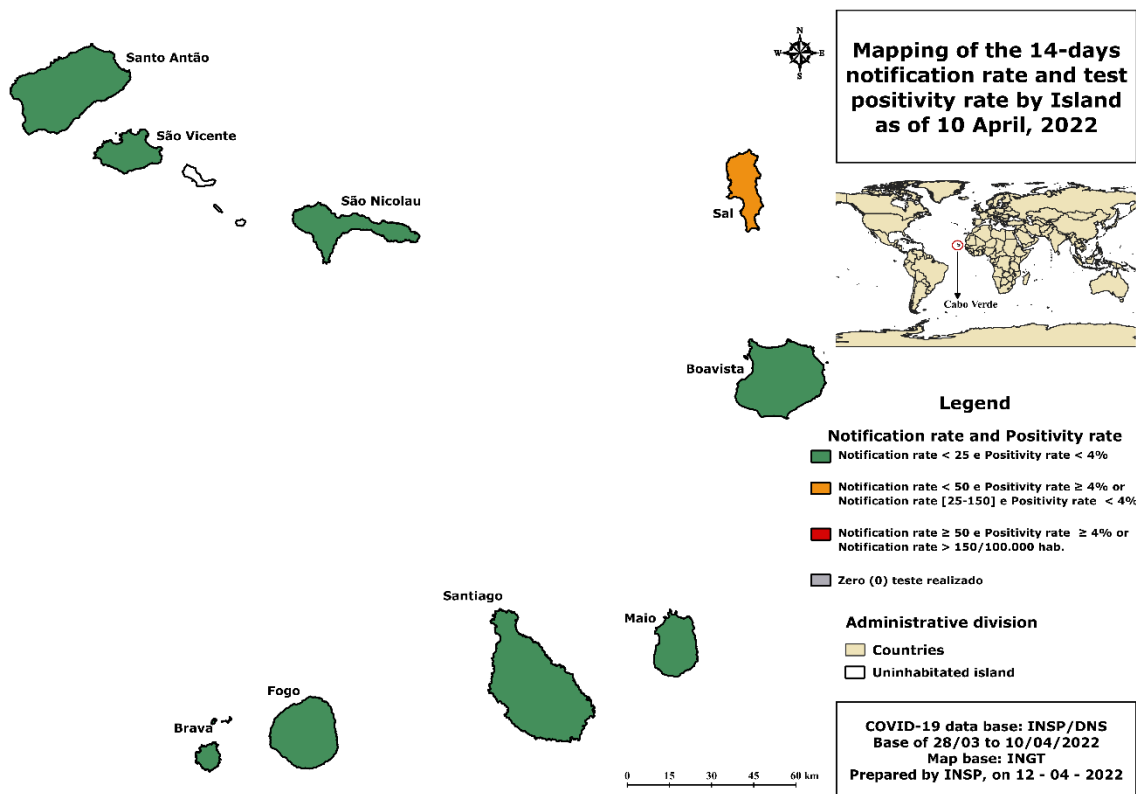 Mapping of the 14-days
notification rate and test
positivity rate by Island
as of 10 April, 2022
N
W
E
S
Santo Antão
São Vicente
São Nicolau
Sal
Cabo Verde
Boavista
Legend
Notification rate and Positivity rate
Notification rate < 25 e Positivity rate < 4%
Notification rate < 50 e Positivity rate ≥ 4% or
Notification rate [25-150] e Positivity rate < 4%
Notification rate ≥ 50 e Positivity rate ≥ 4% or
Notification rate > 150/100.000 hab.
Zero (0) teste realizado
Santiago
Maio
Administrative division
Countries
Uninhabitated island
Fogo
Brava
COVID-19 data base: INSP/DNS
Base of 28/03 to 10/04/2022
Map base: INGT
Prepared by INSP, on 12 - 04 - 2022
0 15 30 45 60 km